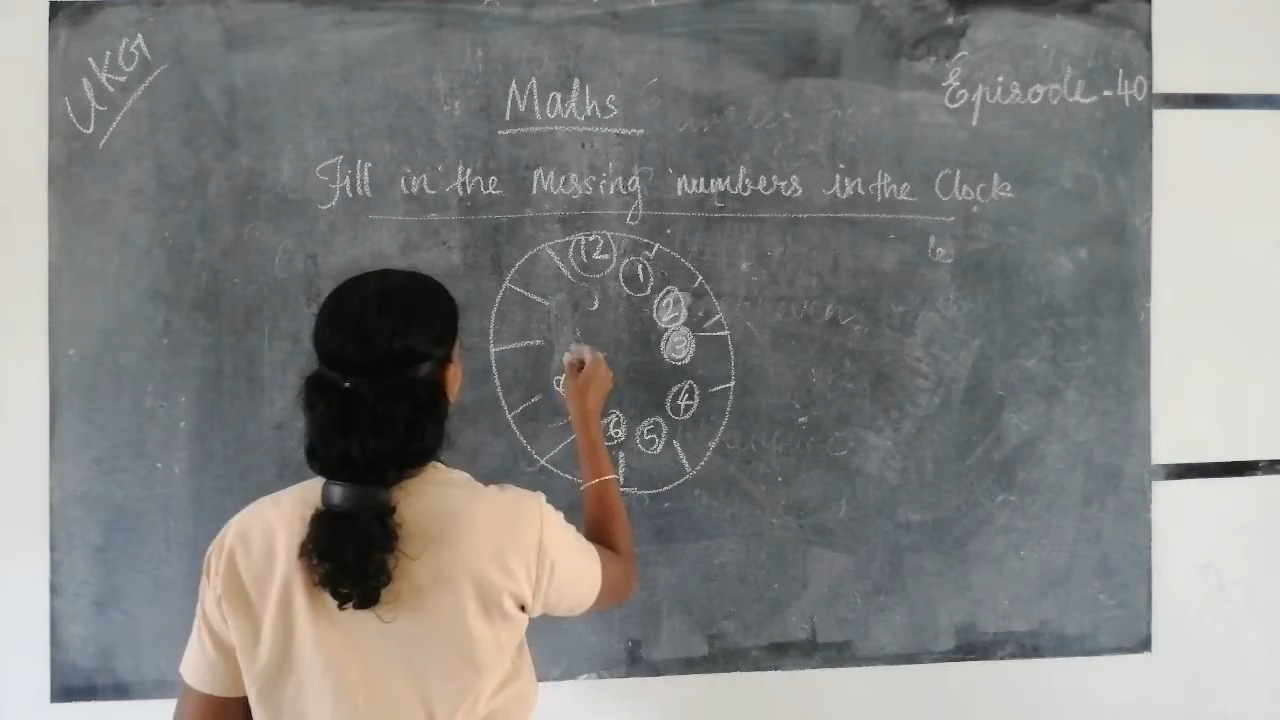 UKG
Maths
Episode-40
Fill in the Missing numbers in the Clock
12
1
2
3
4
5
6